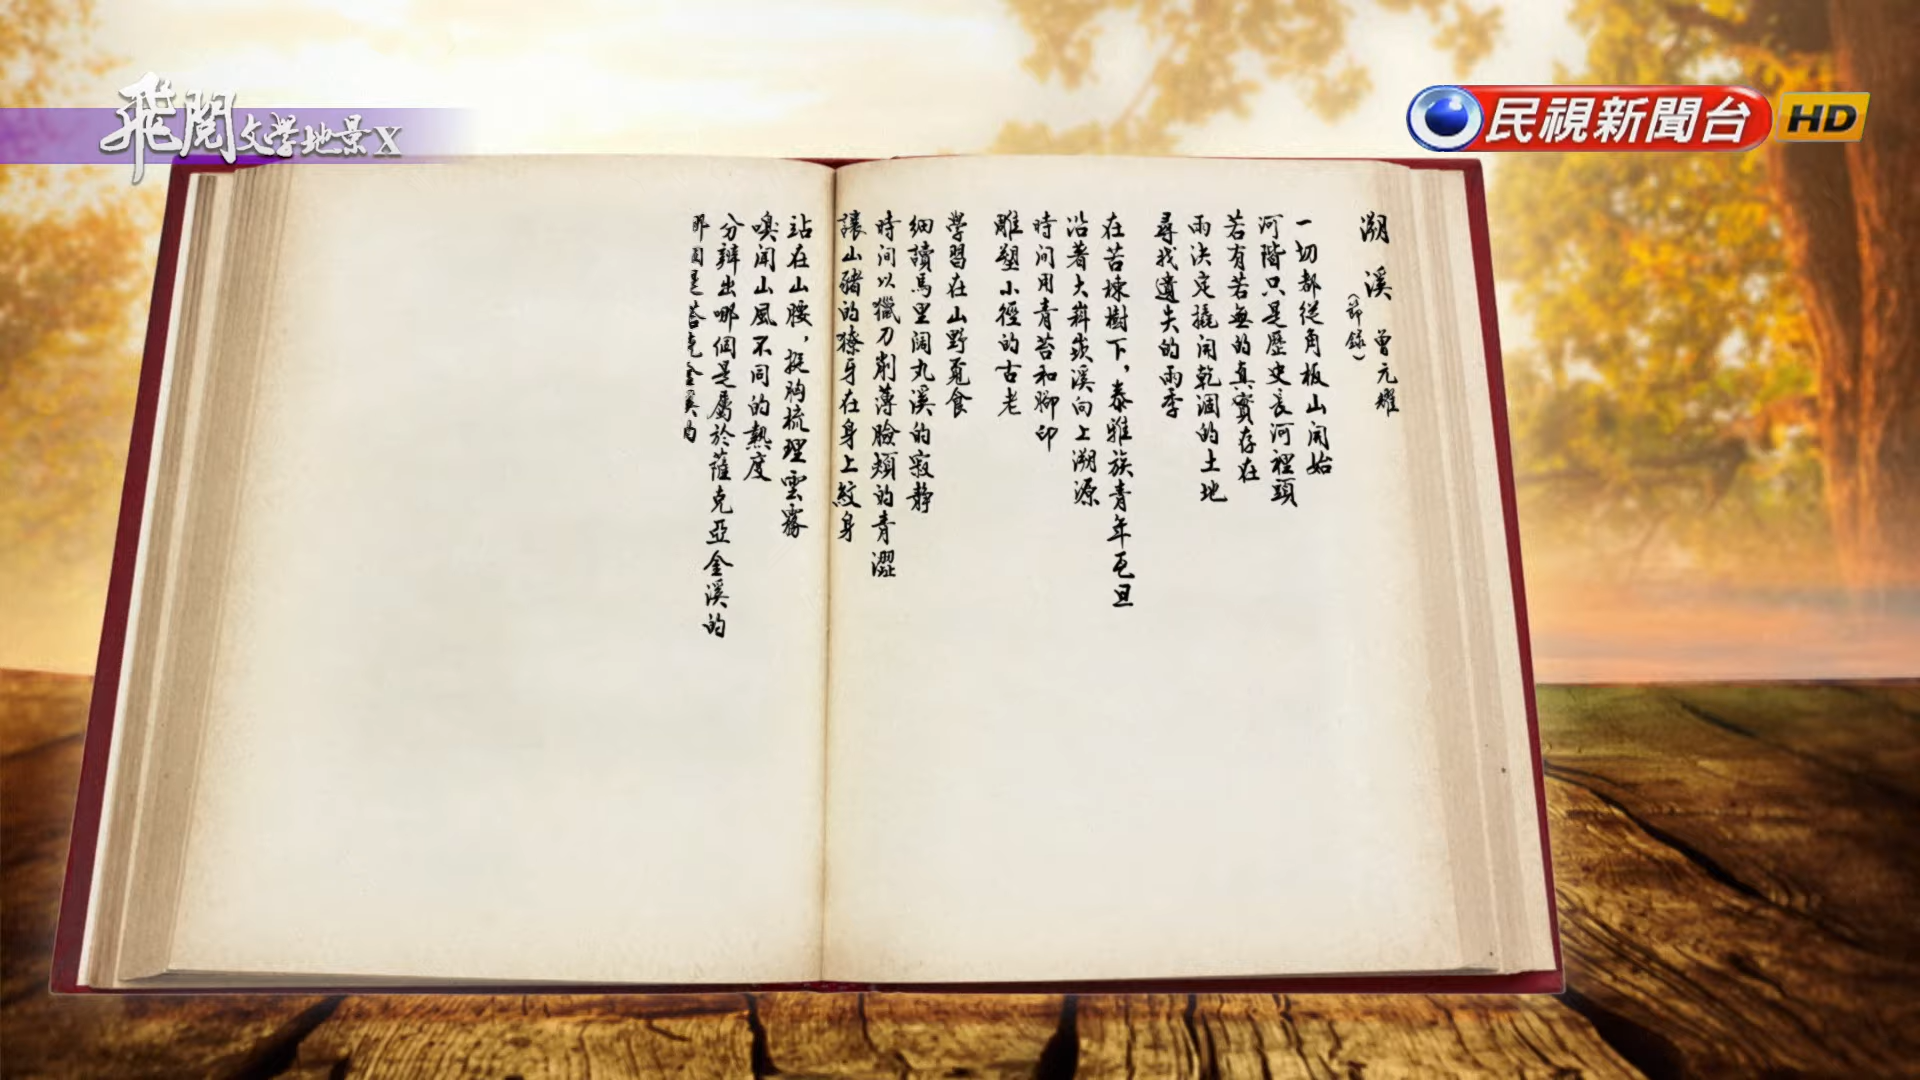 飛閱文學地景X
民視新聞台 HD
溯溪
(節錄)
曾元耀
一切都從角板山開始
河階只是歷史長河裡頭
若有若無的真實存在
雨決定撬開乾涸的土地
尋找遺失的雨季
在苦楝樹下,泰雅族青年瓦旦
沿著大嵙崁溪向上溯源
時間用青苔和腳印
雕塑小徑的古老
學習在山野覓食
細讀馬里闊丸溪的寂靜
時間以獵刀削薄臉頰的青澀
讓山豬的獠牙在身上紋身
站在山腰,挺胸梳理雲霧
嗅聞山風不同的熱度
分辨出哪個是屬於薩克亞金溪的